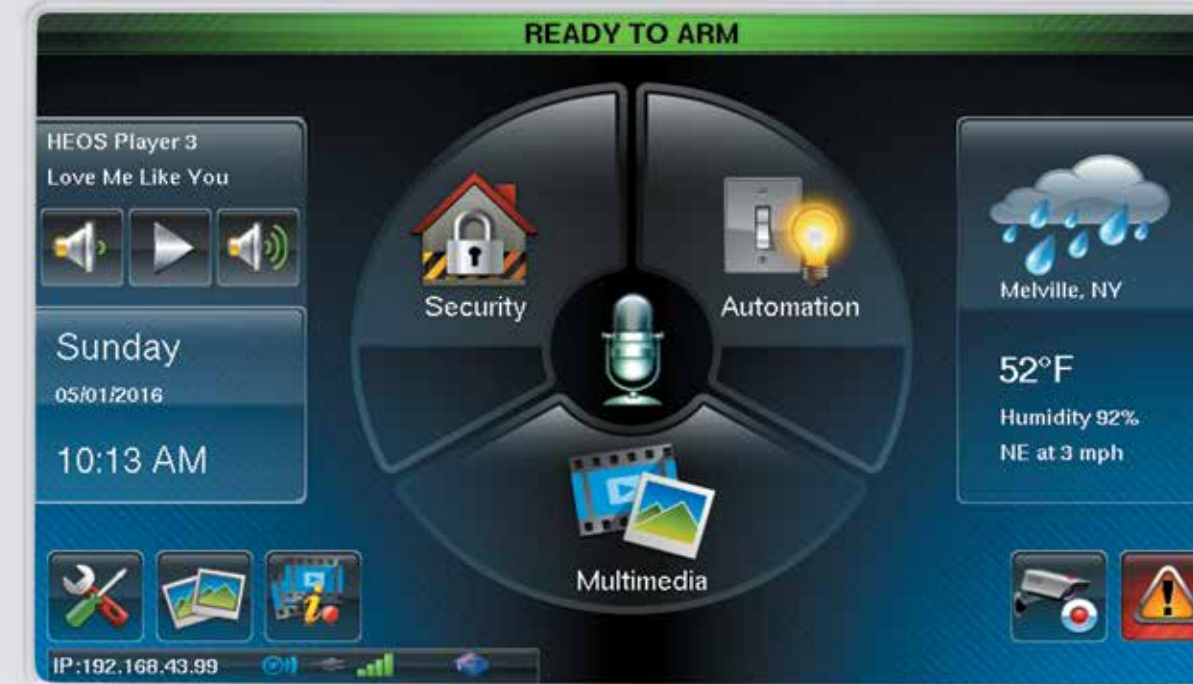 READY TO ARM
HEOS Player 3
Love Me Like You
Sunday
05/01/2016
10:13 AM
Security
Automation
Multimedia
Melville, NY
52°F
Humidity 92%
NE at 3 mph
IP:192.168.43.99